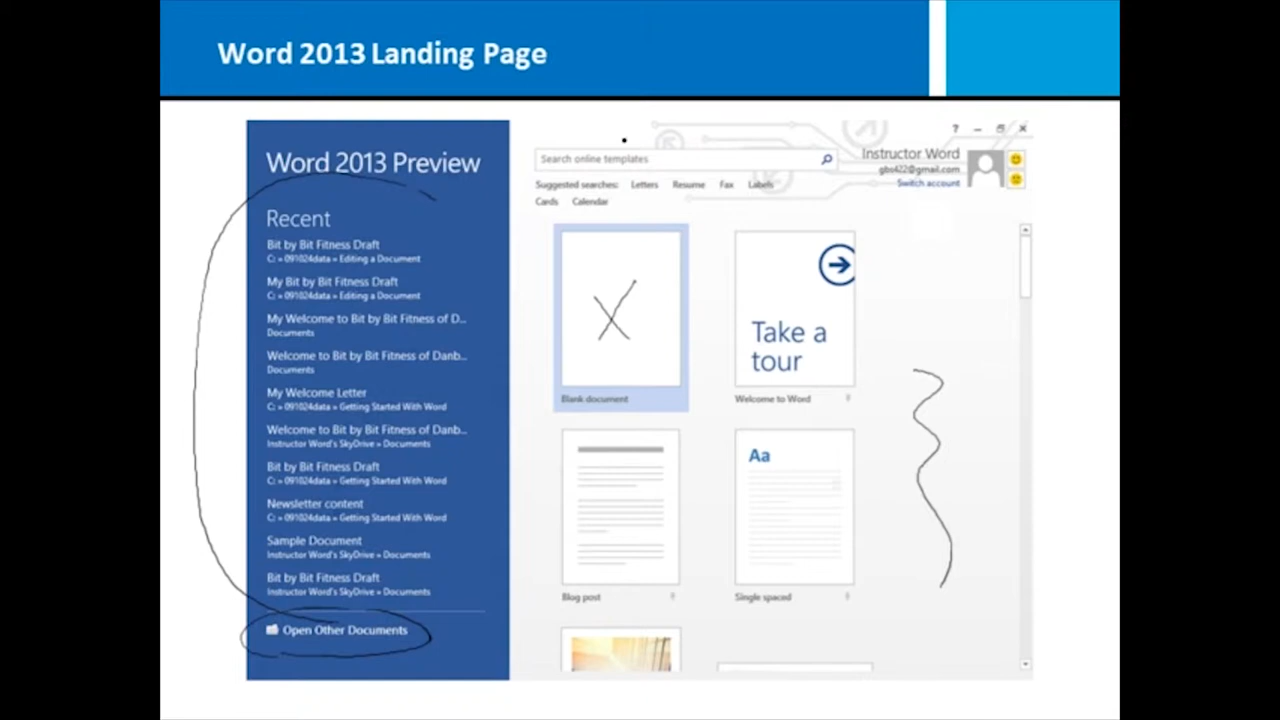 Word 2013 Landing Page
Word 2013 Preview
Recent
Bit by Bit Fitness Draft
C: » 091024data » Editing a Document
My Bit by Bit Fitness Draft
C: » 091024data » Editing a Document
My Welcome to Bit by Bit Fitness of D...
Documents
Welcome to Bit by Bit Fitness of Danb...
Documents
My Welcome Letter
C: » 091024data » Getting Started With Word
Welcome to Bit by Bit Fitness of Danb...
Instructor Word's SkyDrive » Documents
Bit by Bit Fitness Draft
C: » 091024data » Getting Started With Word
Newsletter content
C: » 091024data » Getting Started With Word
Sample Document
Instructor Word's SkyDrive » Documents
Bit by Bit Fitness Draft
Instructor Word's SkyDrive » Documents
Open Other Documents
?
Search online templates
Instructor Word
gbs422@gmail.com
Switch account
Suggested searches: Letters Resume Fax Labels
Cards Calendar
X
Take a
tour
Blank document
Welcome to Word
Aa
Blog post
Single spaced